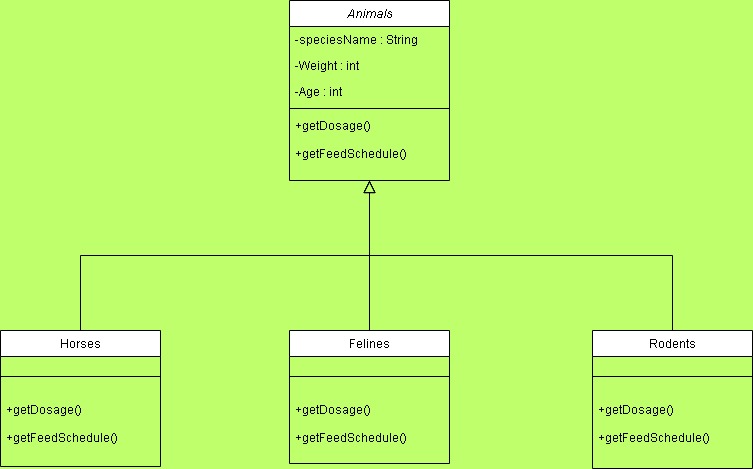 Animals
-speciesName : String
-Weight : int
-Age : int
+getDosage()
+getFeedSchedule()
Horses
+getDosage()
+getFeedSchedule()
Felines
+getDosage()
+getFeedSchedule()
Rodents
+getDosage()
+getFeedSchedule()